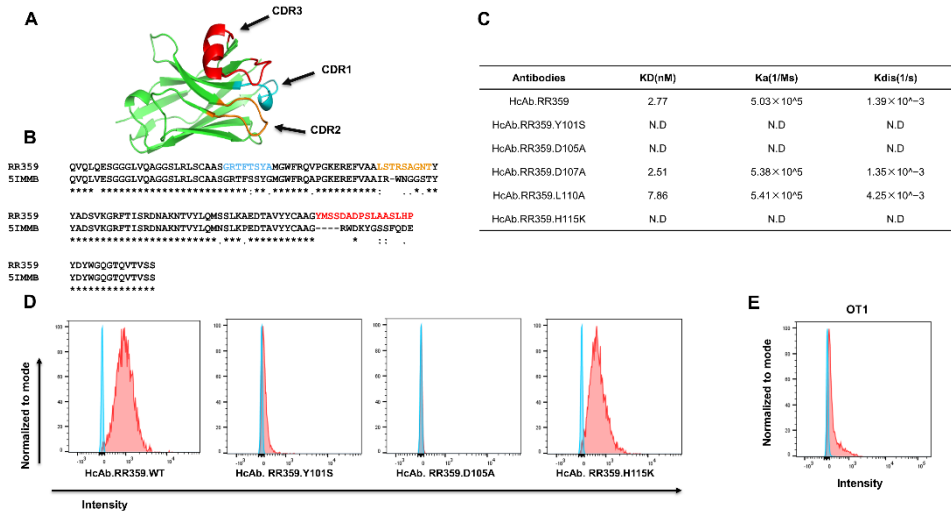 A
CDR3
CDR1
CDR2
B
RR359 QVQLQESGGGLVQAGGSLRLSCAASGRTFTSYAMGWFRQVPGKEREFVAALSTRSAGNTY
5IMMB QVQLVESGGGLVQAGGSLRLSCAASGRTFSSYAMGWFRQAPGKEREFVAAIR-WNGGSTY
RR359 YADSVKGRFTISRDNAKNTVYLQMSSLKAEDTAVYYCAAGYMSSDADPSLAASLHP
5IMMB YADSVKGRFTISRDNAKNTVYLQMNSLKPEDTAVYYCAAG----RWDKYGSSFQDE
RR359 YDYWGQGTQVTVSS
5IMMB YDYWGQGTQVTVSS
**************
C
Antibodies KD(nM) Ka(1/Ms) Kdis(1/s)
HcAb.RR359 2.77 5.03×10^5 1.39×10^−3
HcAb.RR359.Y101S N.D N.D N.D
HcAb.RR359.D105A N.D N.D N.D
HcAb.RR359.D107A 2.51 5.38×10^5 1.35×10^−3
HcAb.RR359.L110A 7.86 5.41×10^5 4.25×10^−3
HcAb.RR359.H115K N.D N.D N.D
D
Normalized to mode
HcAb.RR359.WT
HcAb.RR359.Y101S
HcAb.RR359.D105A
HcAb. RR359.H115K
Intensity
E
OT1
Normalized to mode
Intensity